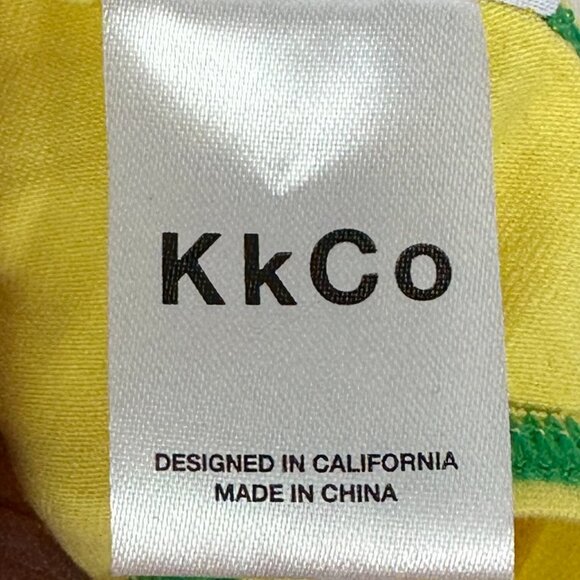 KkCo
DESIGNED IN CALIFORNIA
MADE IN CHINA